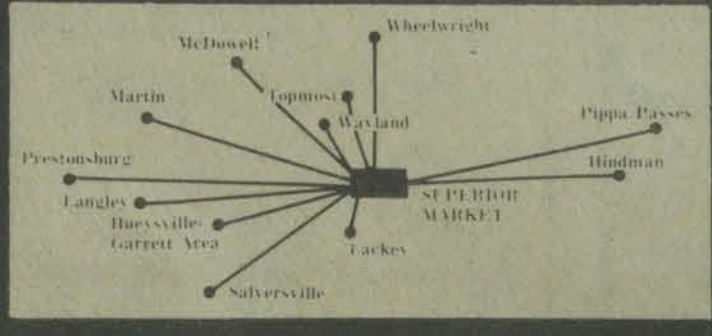 Wheelwright
McDowell
Topmost
Martin
Wayland
Pippa Passes
Prestonsburg
Hindman
Langley
SUPERIOR
MARKET
Hueysville-
Garrett Area
Lackey
Salyersville